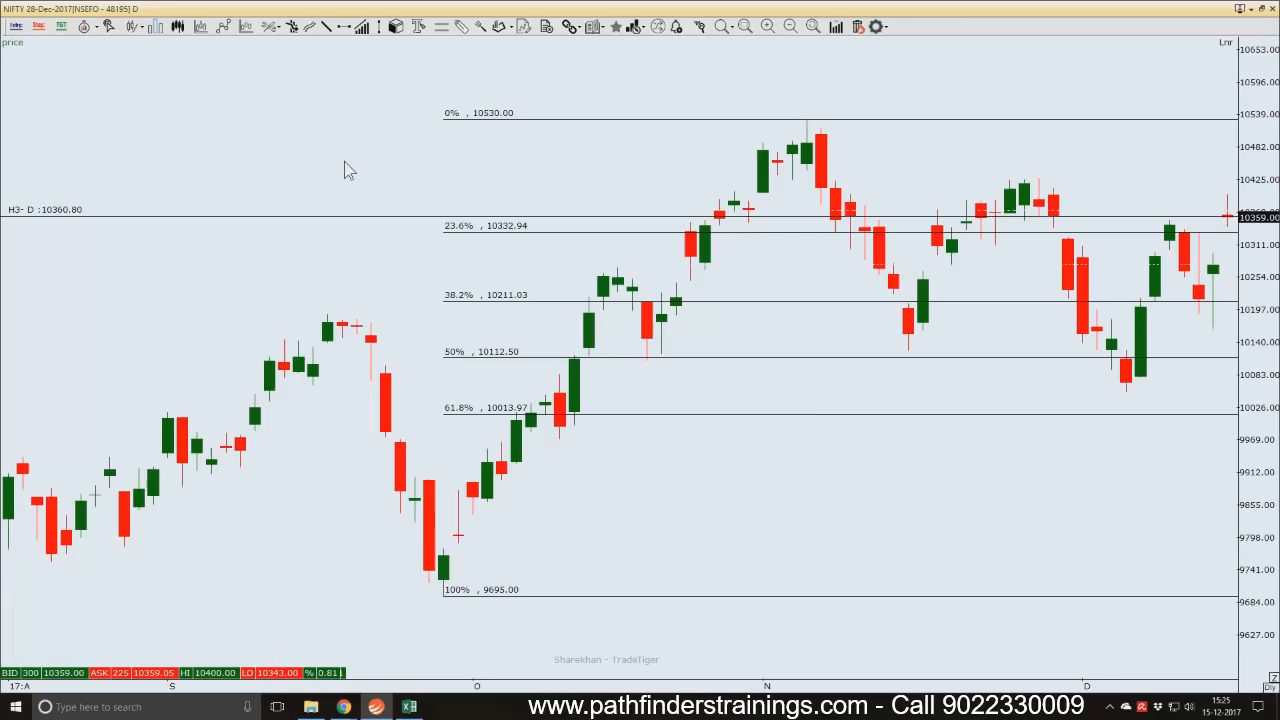 NIFTY 28-Dec-2017[NSEFO - 48195] D
price
Lnr
10653.00
10596.00
0% , 10530.00
10539.00
10482.00
10425.00
H3- D :10360.80
10359.00
23.6% , 10332.94
10311.00
10254.00
38.2% , 10211.03
10197.00
10140.00
50% , 10112.50
10083.00
61.8% , 10013.97
10026.00
9969.00
9912.00
9855.00
9798.00
9741.00
100% , 9695.00
9684.00
9627.00
Sharekhan - TradeTiger
BID 300 10359.00 ASK 225 10359.05 HI 10400.00 LO 10343.00 % 0.81
17:A S O N D
Type here to search
www.pathfinderstrainings.com - Call 9022330009
15:25
15-12-2017